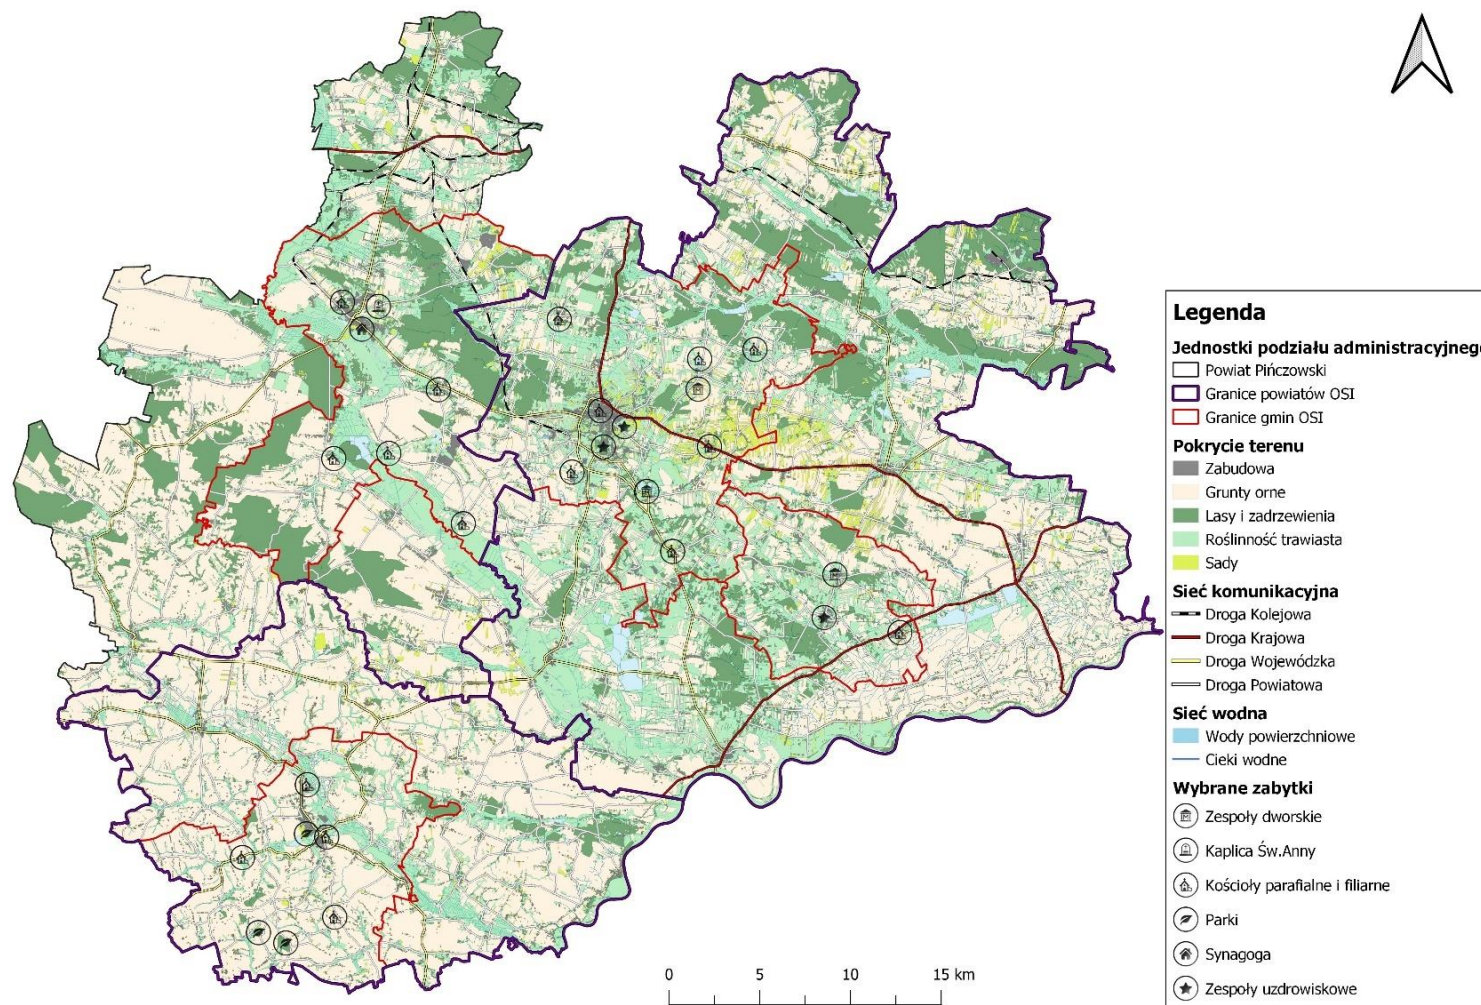 Legenda
Jednostki podziału administracyjnego
Powiat Pińczowski
Granice powiatów OSI
Granice gmin OSI
Pokrycie terenu
Zabudowa
Grunty orne
Lasy i zadrzewienia
Roślinność trawiasta
Sady
Sieć komunikacyjna
Droga Kolejowa
Droga Krajowa
Droga Wojewódzka
Droga Powiatowa
Sieć wodna
Wody powierzchniowe
Cieki wodne
Wybrane zabytki
Zespoły dworskie
Kaplica Św.Anny
Kościoły parafialne i filiarne
Parki
Synagoga
Zespoły uzdrowiskowe
0 5 10 15 km